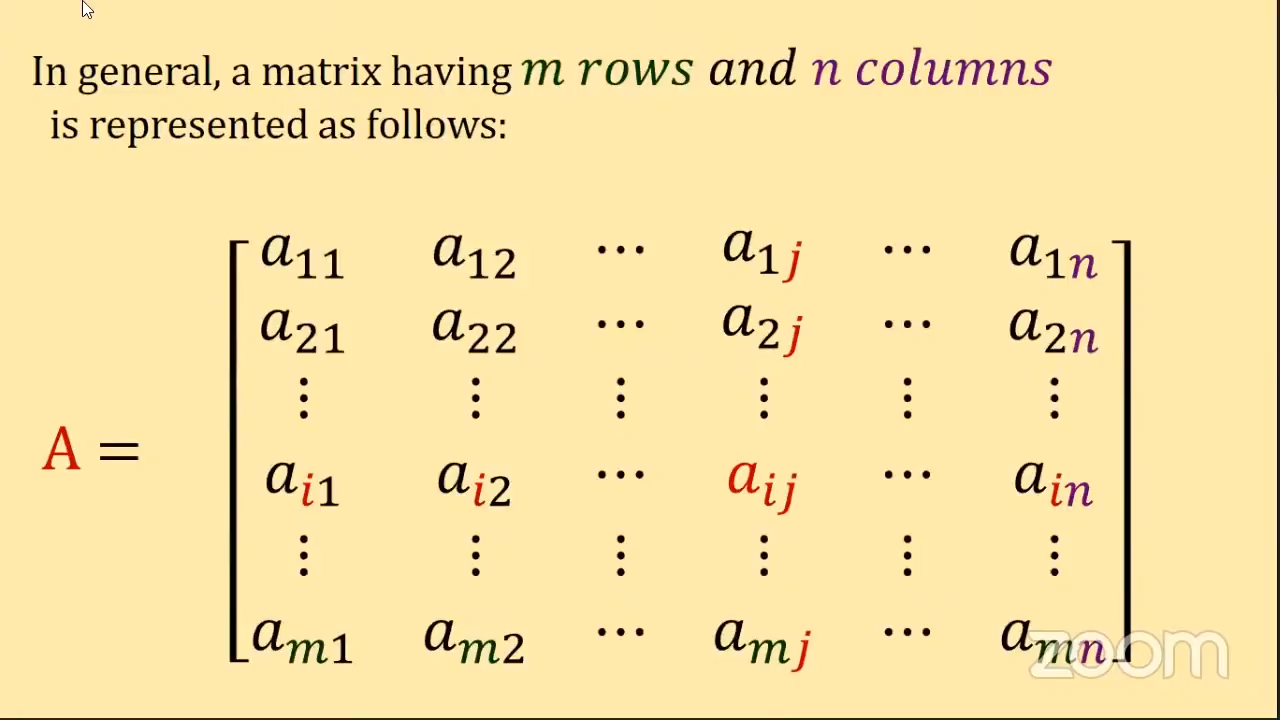 In general, a matrix having m rows and n columns
is represented as follows:
a₁₁ a₁₂ ⋯ a₁ⱼ ⋯ a₁ₙ
a₂₁ a₂₂ ⋯ a₂ⱼ ⋯ a₂ₙ
⋮ ⋮ ⋮ ⋮ ⋮ ⋮
A =
aᵢ₁ aᵢ₂ ⋯ aᵢⱼ ⋯ aᵢₙ
⋮ ⋮ ⋮ ⋮ ⋮ ⋮
aₘ₁ aₘ₂ ⋯ aₘⱼ ⋯ aₘₙ
zoom